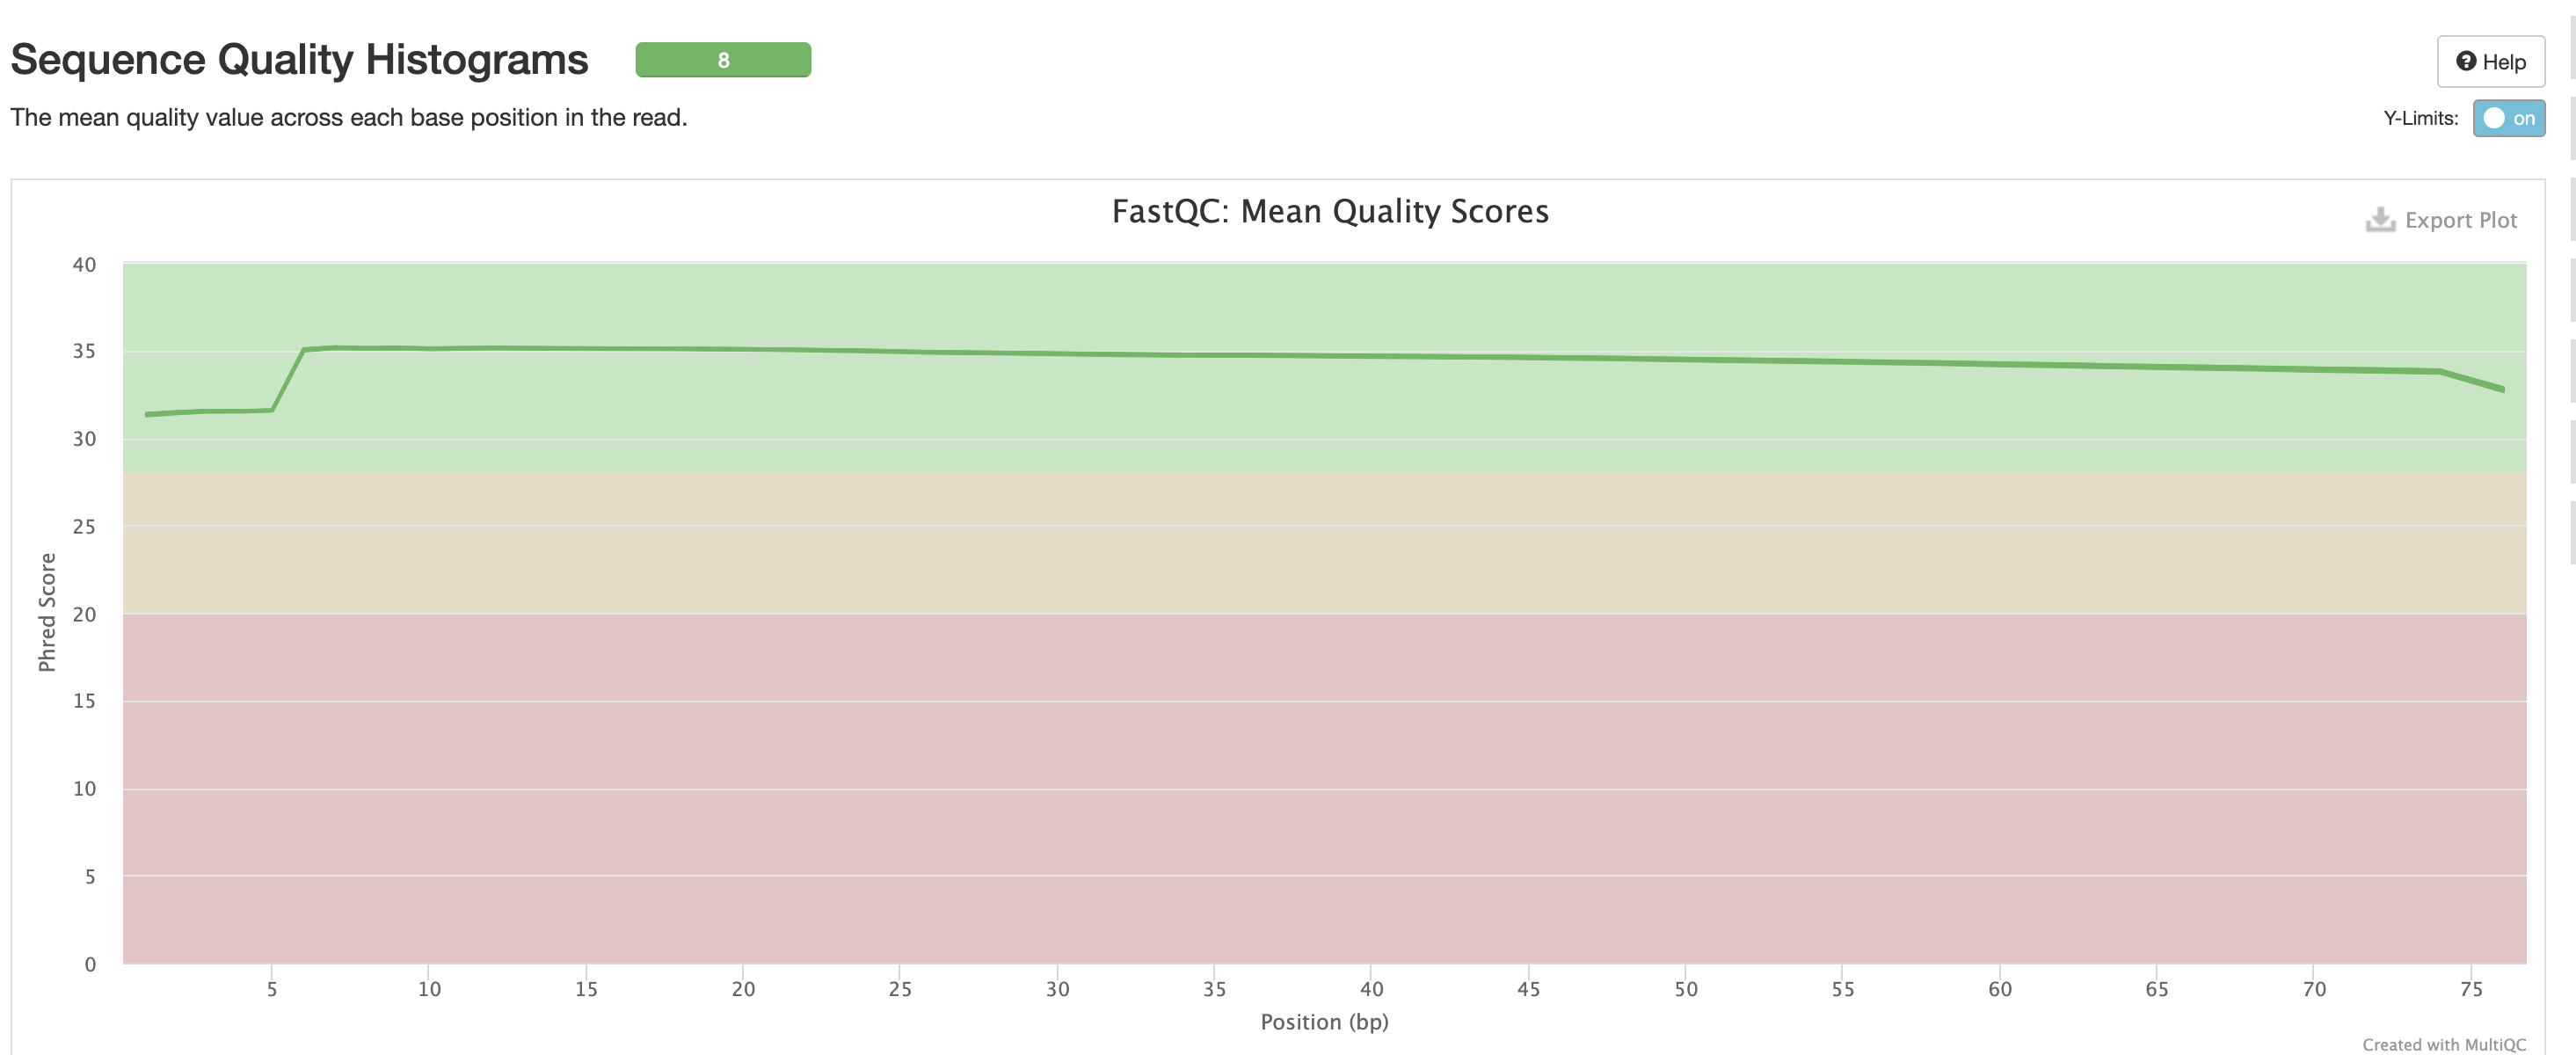 Sequence Quality Histograms 8 Help
The mean quality value across each base position in the read. Y-Limits: on
FastQC: Mean Quality Scores
Export Plot
40
35
30
25
20
15
10
5
0
Phred Score
5 10 15 20 25 30 35 40 45 50 55 60 65 70 75
Position (bp)
Created with MultiQC